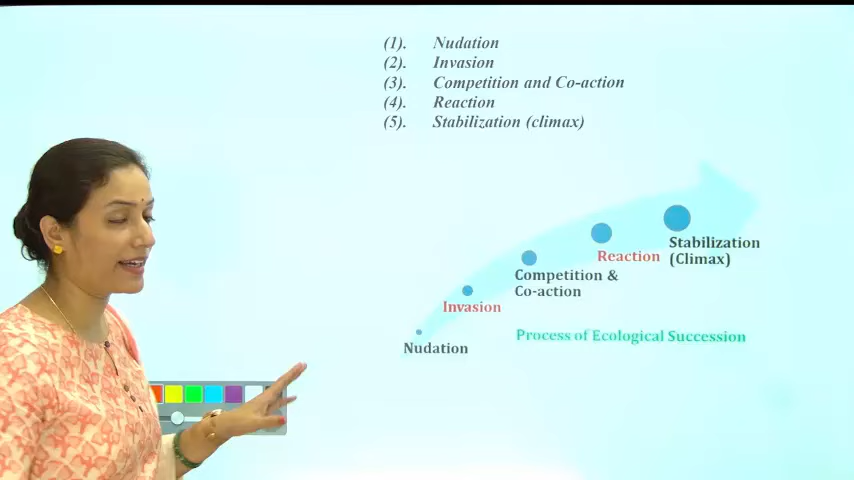 (1). Nudation
(2). Invasion
(3). Competition and Co-action
(4). Reaction
(5). Stabilization (climax)
Stabilization
(Climax)
Reaction
Competition &
Co-action
Invasion
Nudation
Process of Ecological Succession